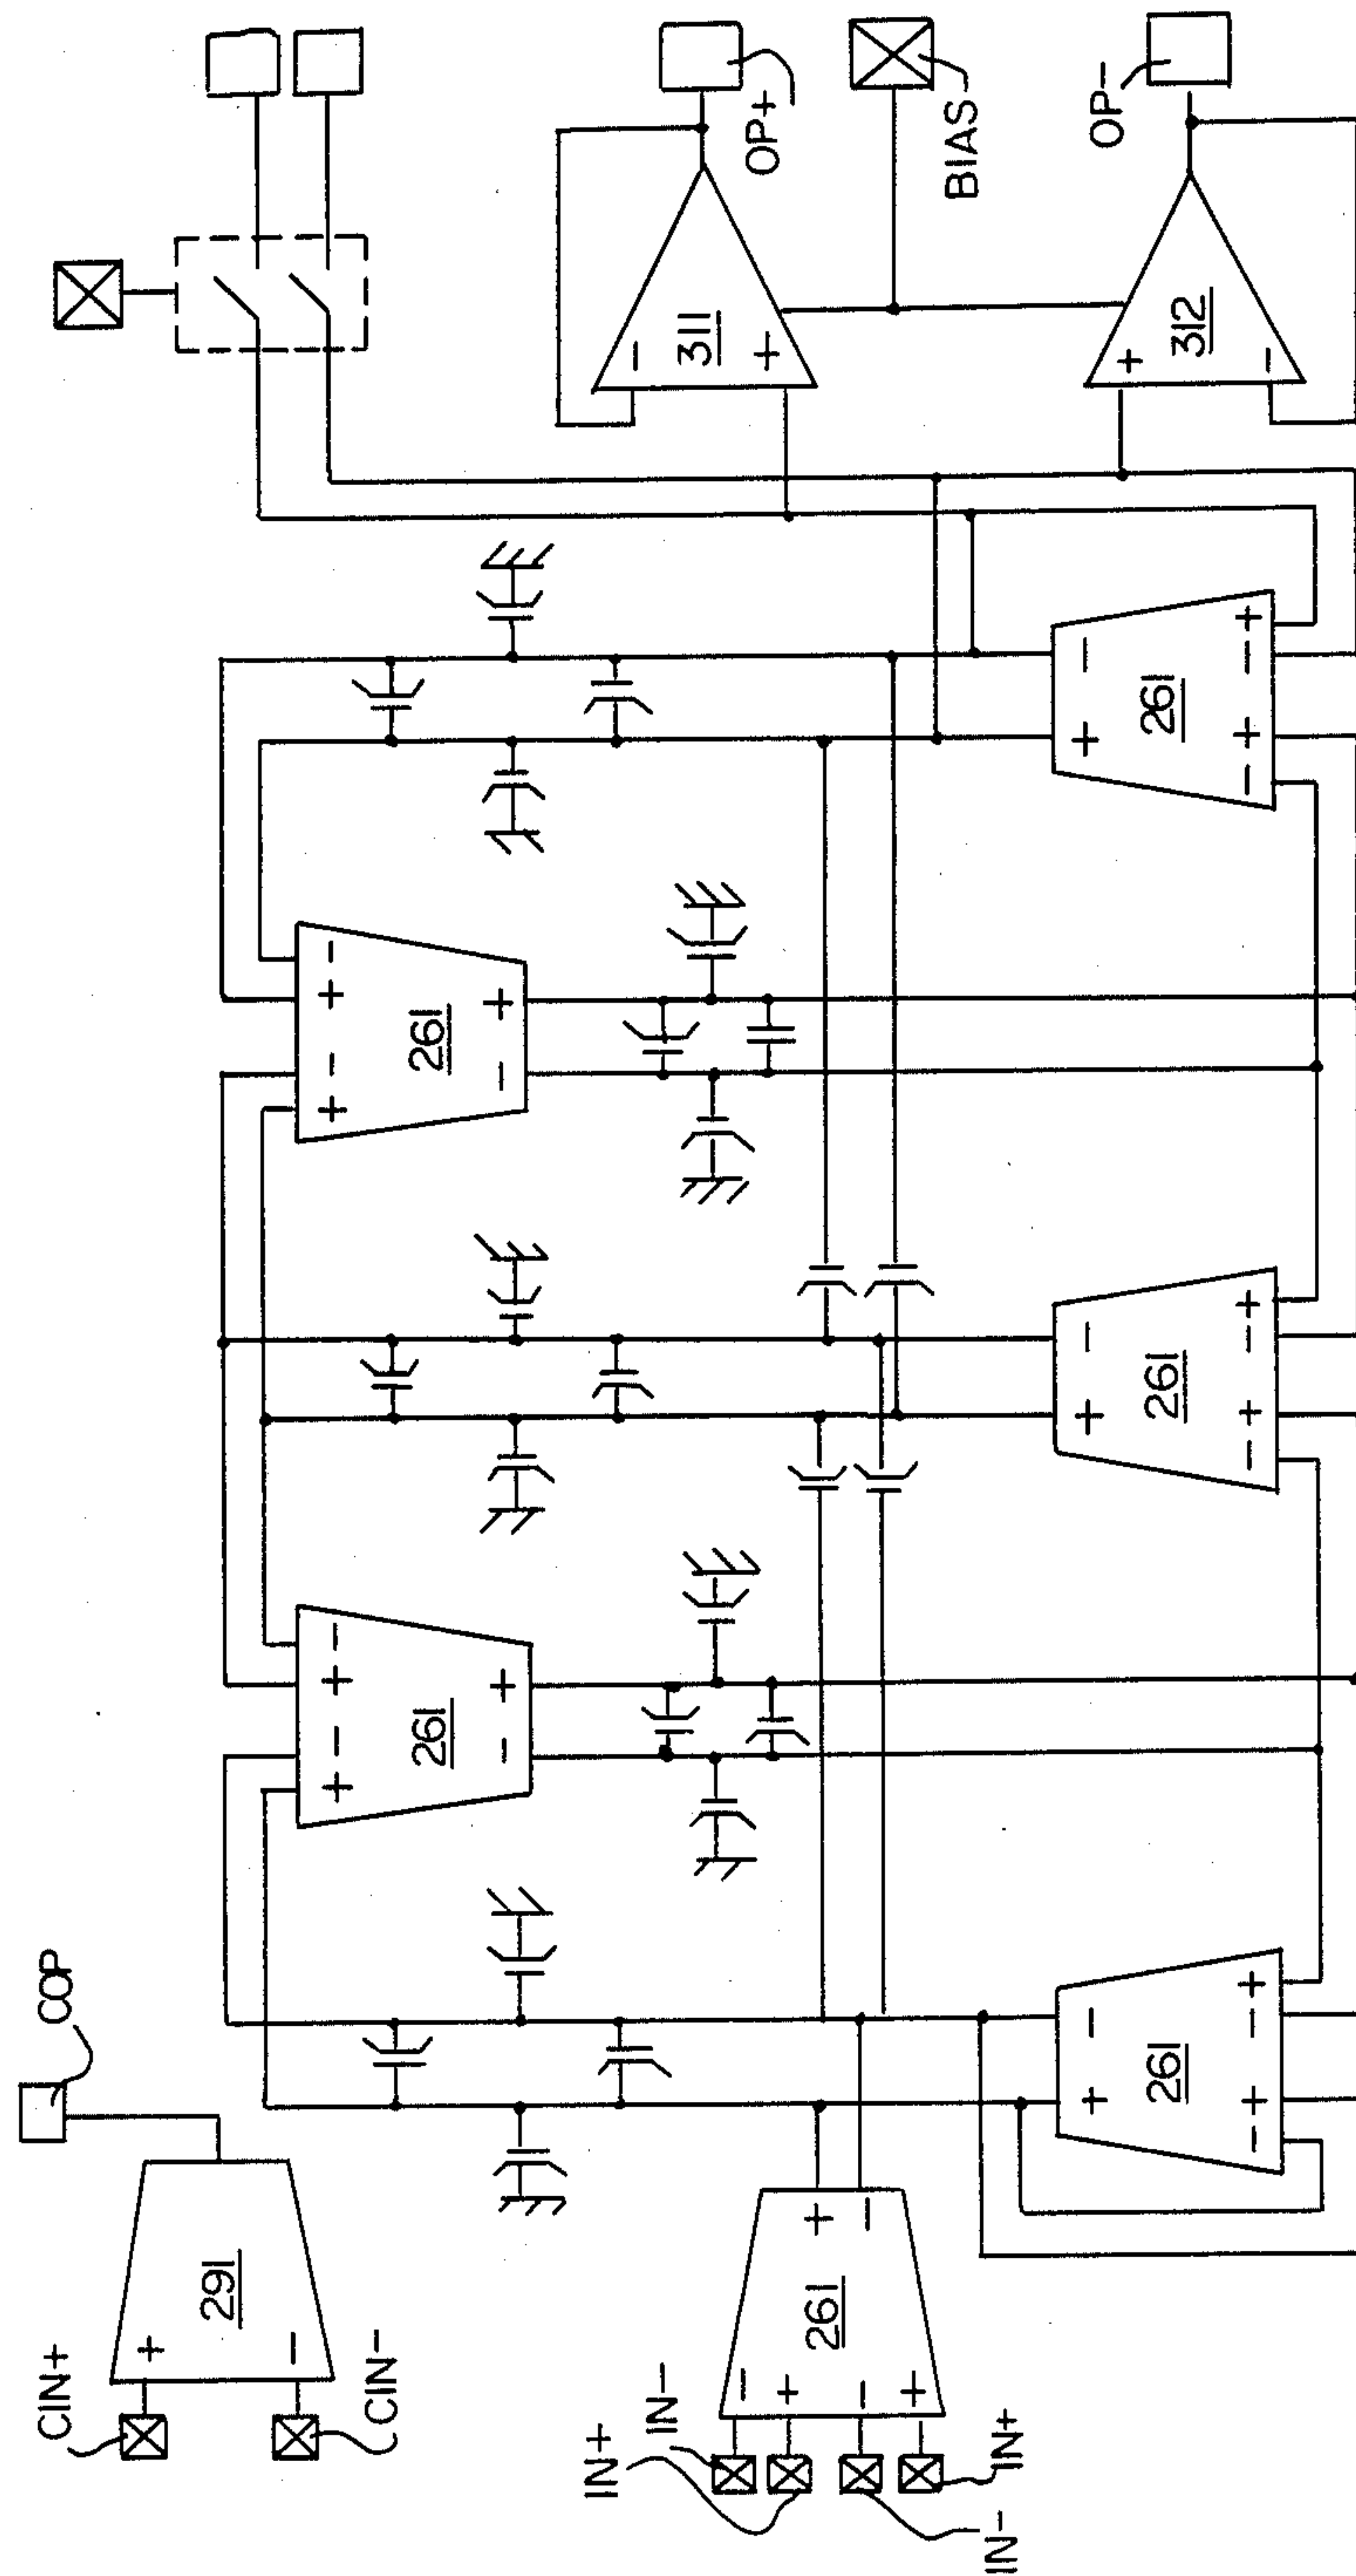 COP
CIN+
+
291
-
CIN-
+ - + -
261
- +
+ - + -
261
- +
IN+
IN-
-
+
-
+
261
+
-
IN-
IN+
+ -
261
- + - +
+ -
261
- + - +
+ -
261
- + - +
-
311
+
OP+
BIAS
+
312
-
OP-